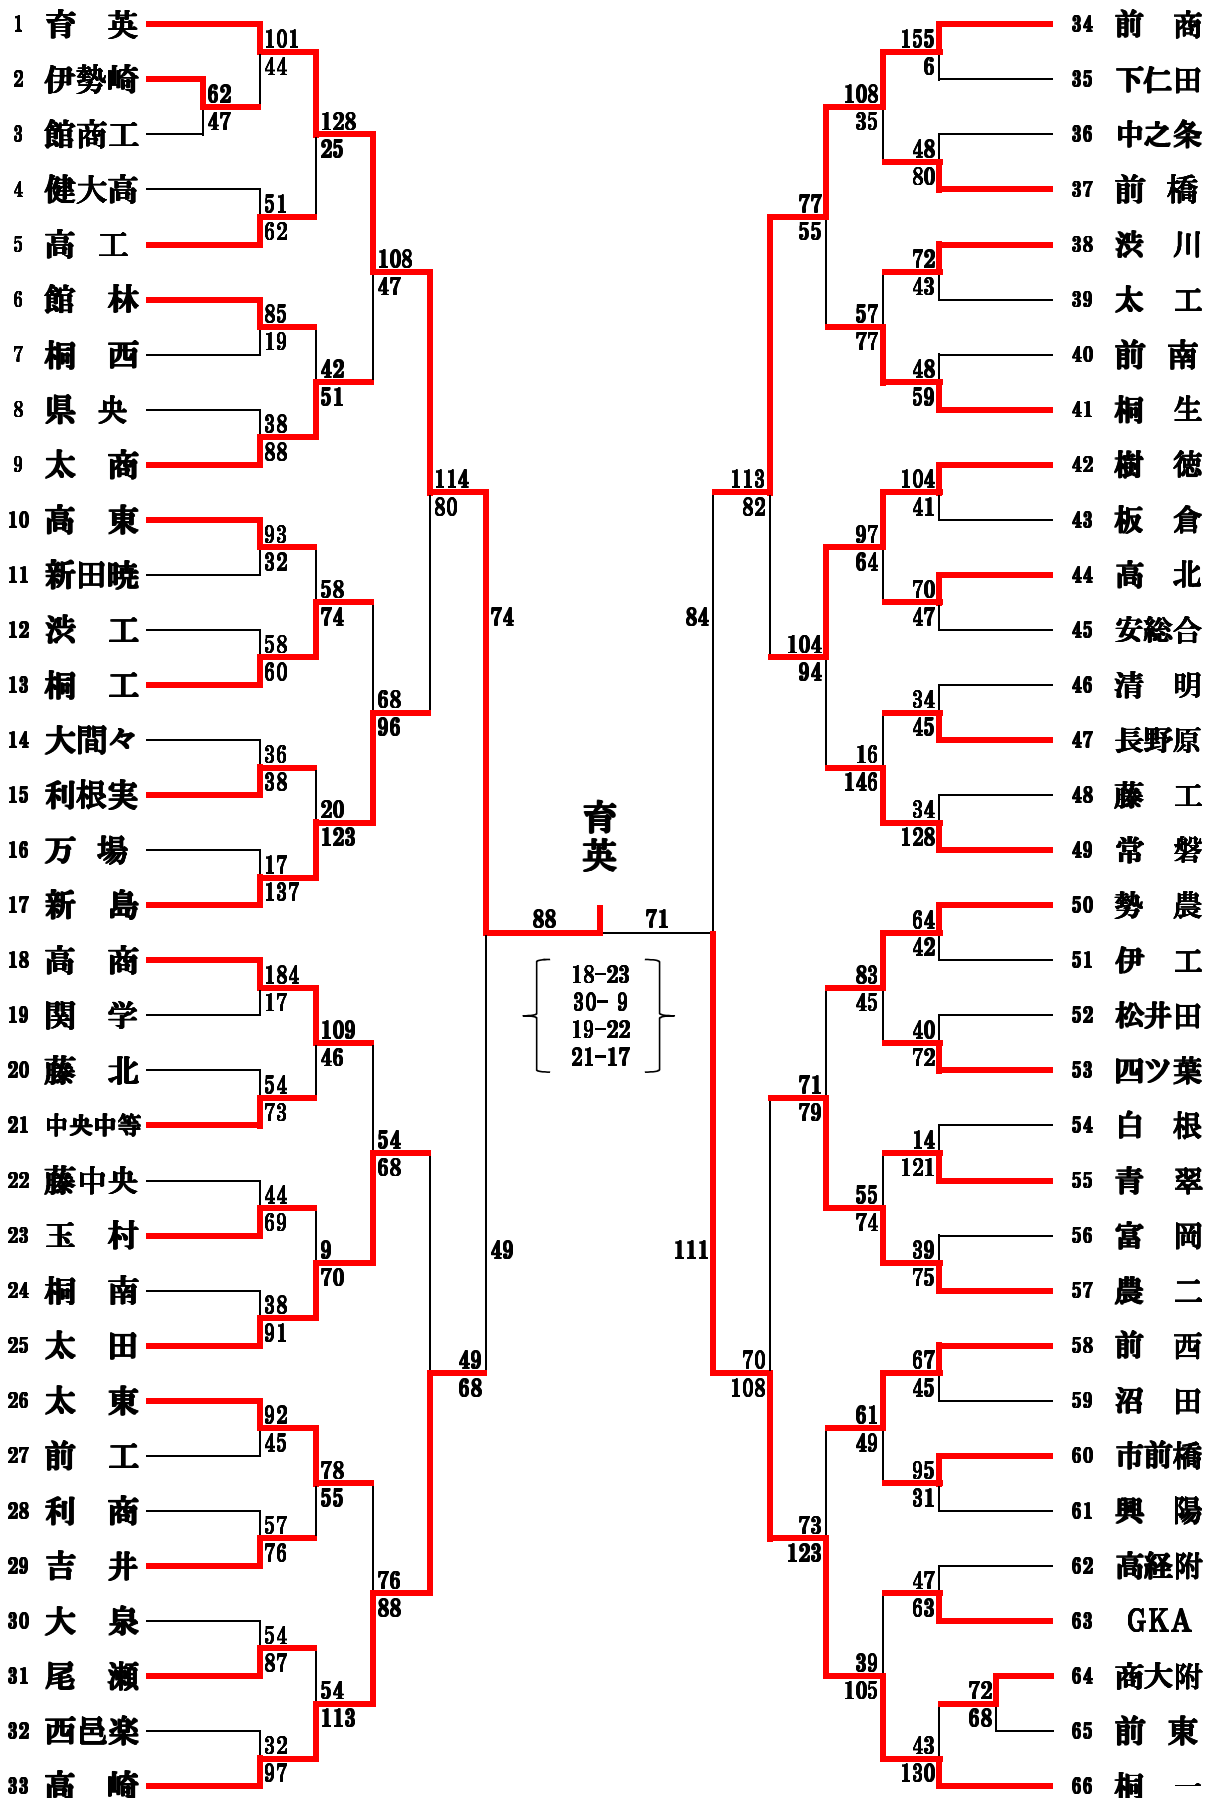 1 育 英
2 伊勢崎
3 館商工
4 健大高
5 高 工
6 館 林
7 桐 西
8 県 央
9 太 商
10 高 東
11 新田暁
12 渋 工
13 桐 工
14 大間々
15 利根実
16 万 場
17 新 島
18 高 商
19 関 学
20 藤 北
21 中央中等
22 藤中央
23 玉 村
24 桐 南
25 太 田
26 太 東
27 前 工
28 利 商
29 吉 井
30 大 泉
31 尾 瀬
32 西邑楽
33 高 崎
101
44
62
47
51
62
85
19
38
88
93
32
58
60
36
38
17
137
184
17
54
73
44
69
38
91
92
45
57
76
54
87
32
97
128
25
42
51
58
74
20
123
109
46
9
70
78
55
54
113
108
47
68
96
54
68
76
88
114
80
49
68
74
49
育英
88
71
18-23
30- 9
19-22
21-17
84
111
113
82
70
108
77
55
104
94
71
79
73
123
108
35
57
77
97
64
16
146
83
45
55
74
61
49
39
105
155
6
48
80
72
43
48
59
104
41
70
47
34
45
34
128
64
42
40
72
14
121
39
75
67
45
95
31
47
63
72
68
43
130
34 前 商
35 下仁田
36 中之条
37 前 橋
38 渋 川
39 太 工
40 前 南
41 桐 生
42 樹 徳
43 板 倉
44 高 北
45 安総合
46 清 明
47 長野原
48 藤 工
49 常 磐
50 勢 農
51 伊 工
52 松井田
53 四ツ葉
54 白 根
55 青 翠
56 富 岡
57 農 二
58 前 西
59 沼 田
60 市前橋
61 興 陽
62 高経附
63 GKA
64 商大附
65 前 東
66 桐 一